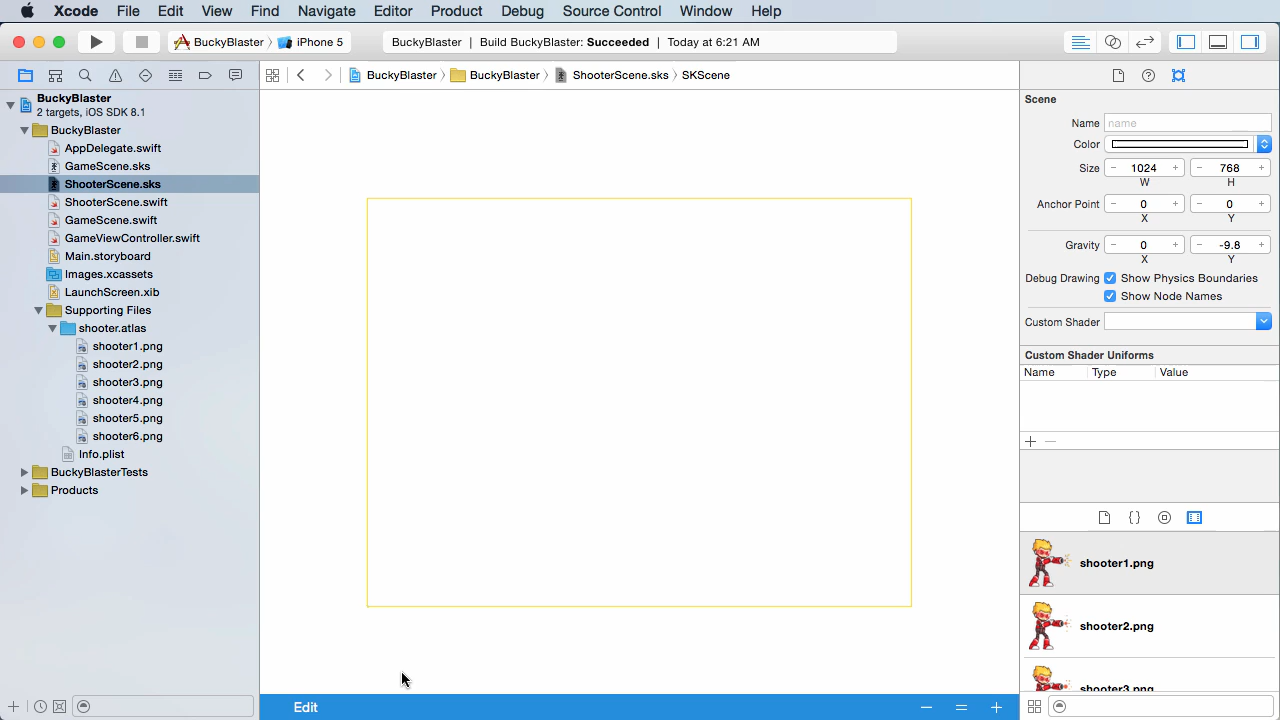 Xcode File Edit View Find Navigate Editor Product Debug Source Control Window Help
BuckyBlaster iPhone 5 BuckyBlaster | Build BuckyBlaster: Succeeded | Today at 6:21 AM
BuckyBlaster BuckyBlaster ShooterScene.sks SKScene
BuckyBlaster
2 targets, iOS SDK 8.1
BuckyBlaster
AppDelegate.swift
GameScene.sks
ShooterScene.sks
ShooterScene.swift
GameScene.swift
GameViewController.swift
Main.storyboard
Images.xcassets
LaunchScreen.xib
Supporting Files
shooter.atlas
shooter1.png
shooter2.png
shooter3.png
shooter4.png
shooter5.png
shooter6.png
Info.plist
BuckyBlasterTests
Products
Edit
Scene
Name name
Color
Size 1024 768
W H
Anchor Point 0 0
X Y
Gravity 0 -9.8
X Y
Debug Drawing Show Physics Boundaries
Show Node Names
Custom Shader
Custom Shader Uniforms
Name Type Value
shooter1.png
shooter2.png
shooter3.png